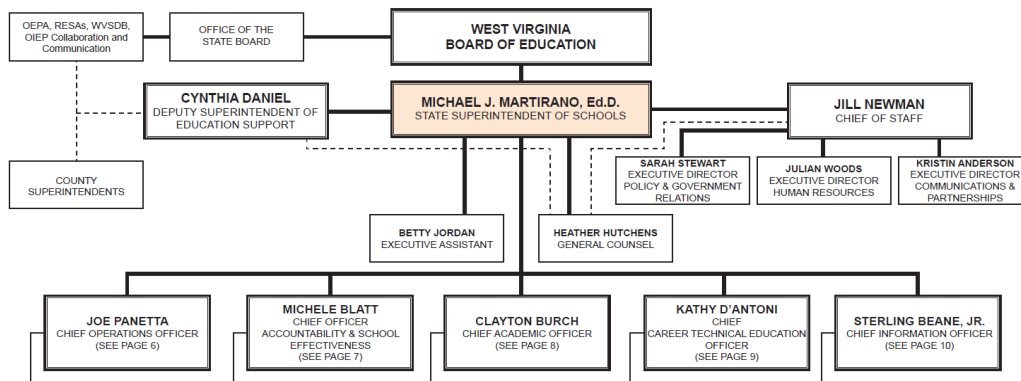 OEPA, RESAs, WVSDB,
OIEP Collaboration and
Communication
OFFICE OF THE
STATE BOARD
WEST VIRGINIA
BOARD OF EDUCATION
CYNTHIA DANIEL
DEPUTY SUPERINTENDENT OF
EDUCATION SUPPORT
MICHAEL J. MARTIRANO, Ed.D.
STATE SUPERINTENDENT OF SCHOOLS
JILL NEWMAN
CHIEF OF STAFF
COUNTY
SUPERINTENDENTS
SARAH STEWART
EXECUTIVE DIRECTOR
POLICY & GOVERNMENT
RELATIONS
JULIAN WOODS
EXECUTIVE DIRECTOR
HUMAN RESOURCES
KRISTIN ANDERSON
EXECUTIVE DIRECTOR
COMMUNICATIONS &
PARTNERSHIPS
BETTY JORDAN
EXECUTIVE ASSISTANT
HEATHER HUTCHENS
GENERAL COUNSEL
JOE PANETTA
CHIEF OPERATIONS OFFICER
(SEE PAGE 6)
MICHELE BLATT
CHIEF OFFICER
ACCOUNTABILITY & SCHOOL
EFFECTIVENESS
(SEE PAGE 7)
CLAYTON BURCH
CHIEF ACADEMIC OFFICER
(SEE PAGE 8)
KATHY D'ANTONI
CHIEF
CAREER TECHNICAL EDUCATION
OFFICER
(SEE PAGE 9)
STERLING BEANE, JR.
CHIEF INFORMATION OFFICER
(SEE PAGE 10)